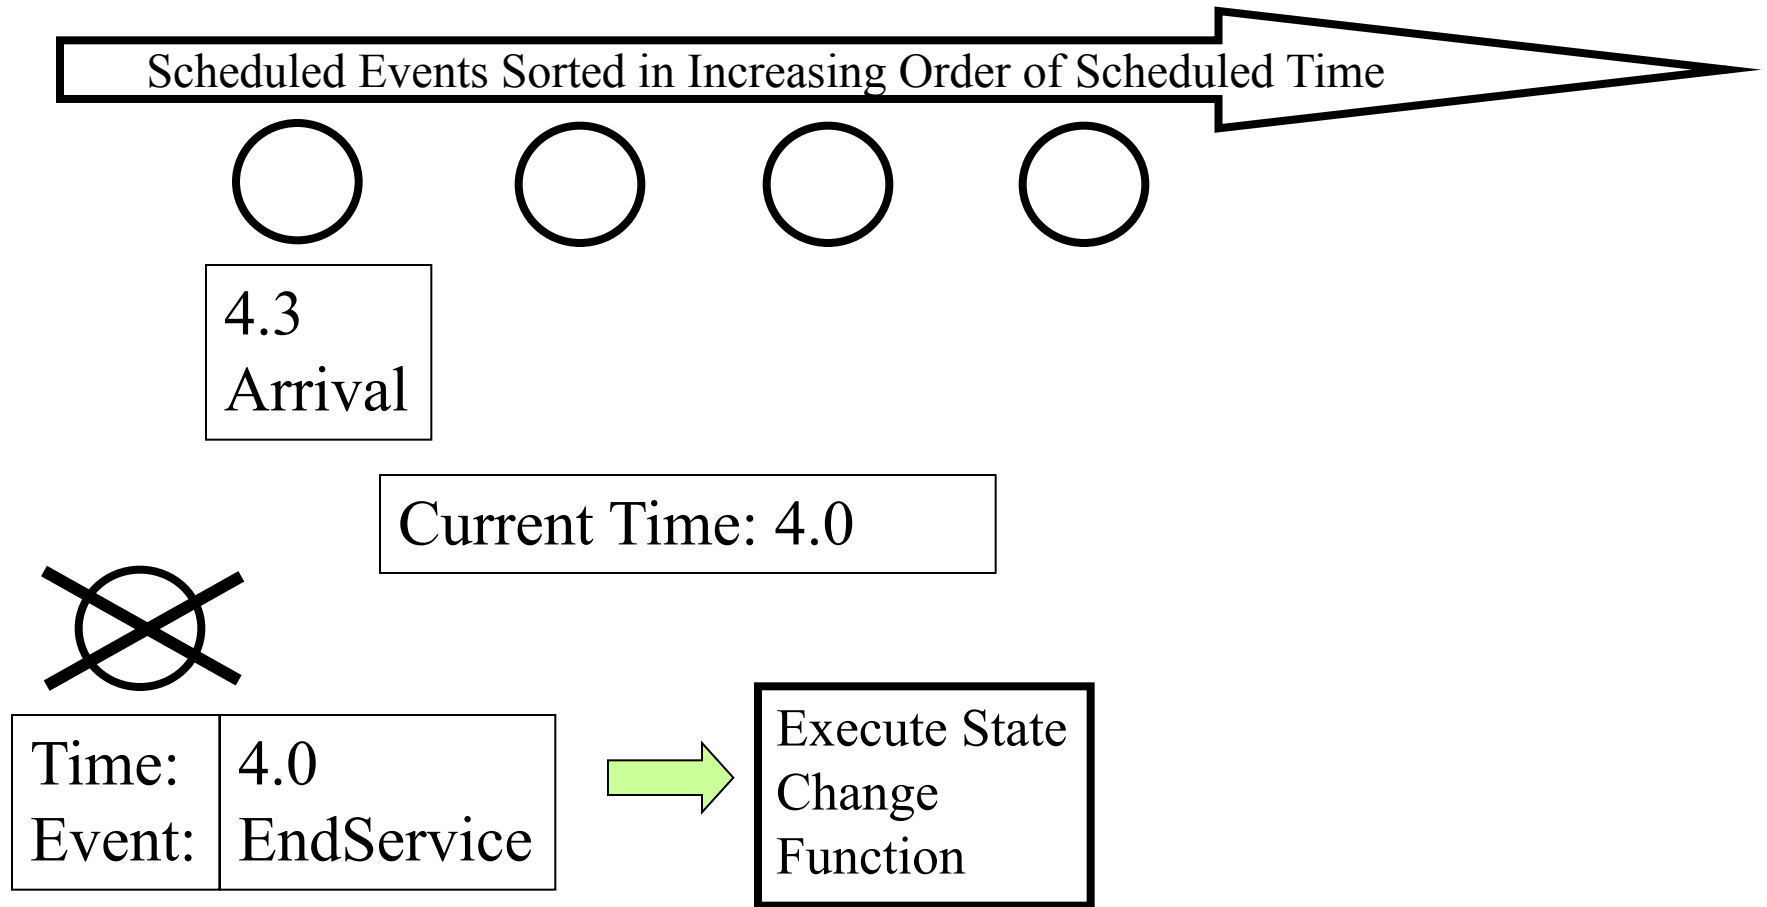 Scheduled Events Sorted in Increasing Order of Scheduled Time
4.3
Arrival
Current Time: 4.0
Time: 4.0
Event: EndService
Execute State
Change
Function